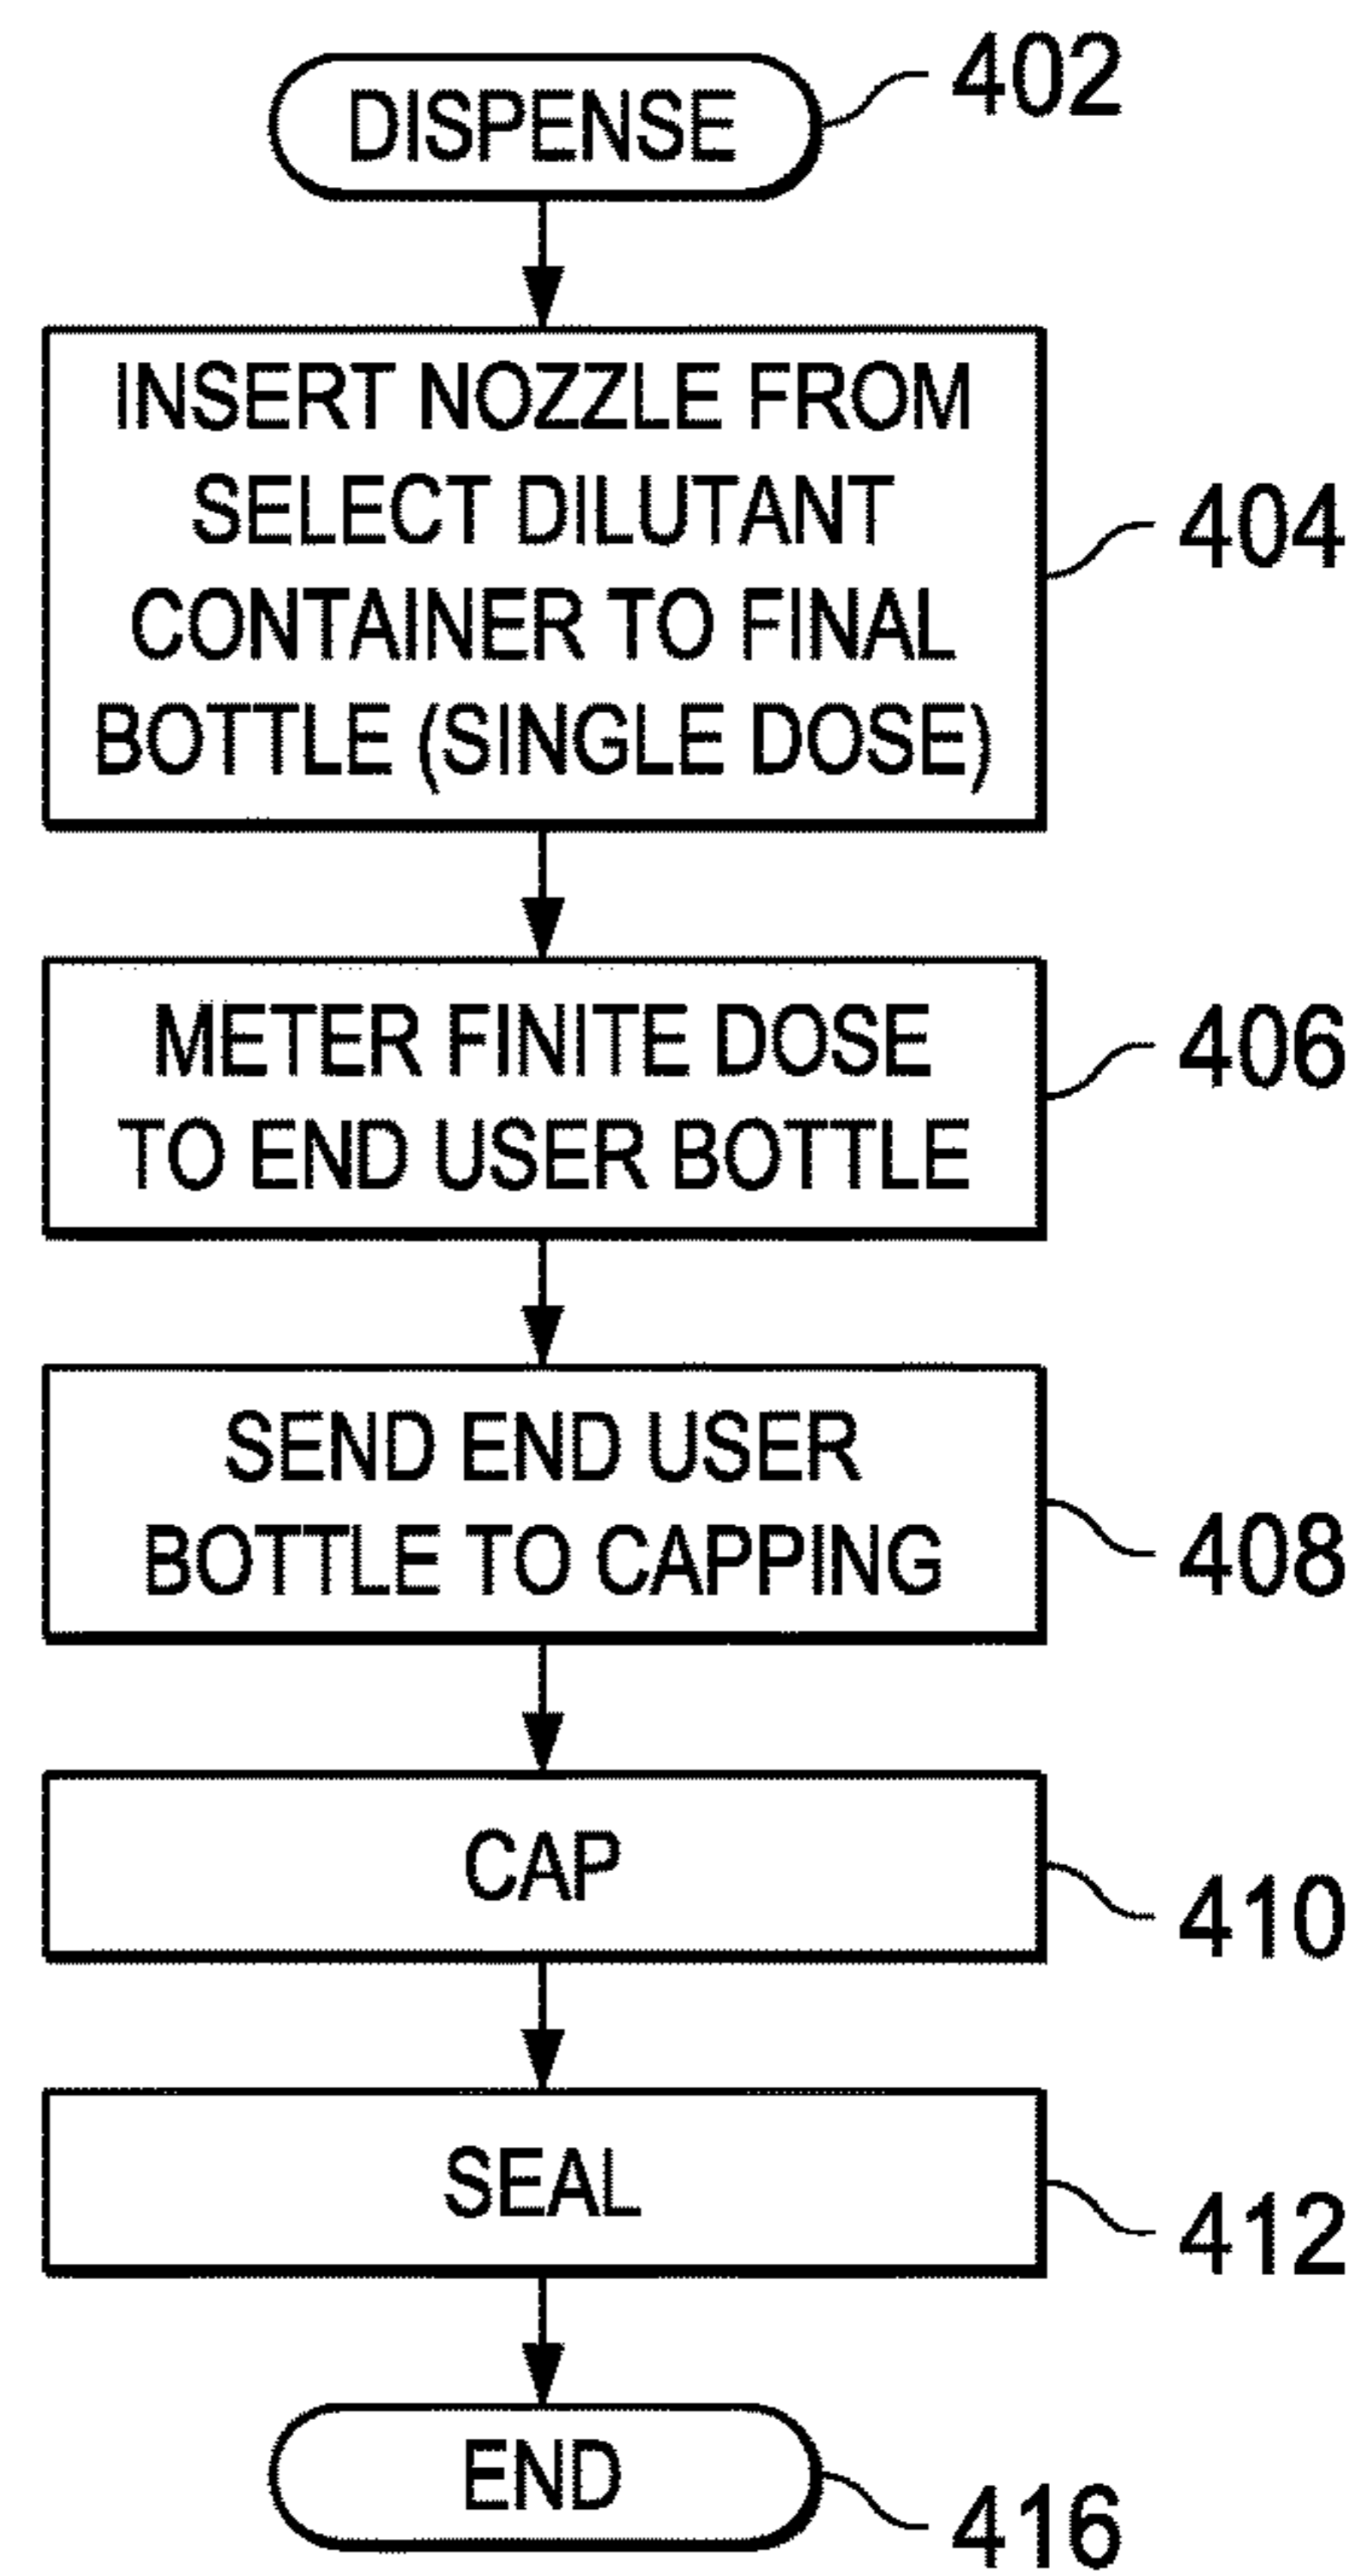 DISPENSE
402
INSERT NOZZLE FROM
SELECT DILUTANT
CONTAINER TO FINAL
BOTTLE (SINGLE DOSE)
404
METER FINITE DOSE
TO END USER BOTTLE
406
SEND END USER
BOTTLE TO CAPPING
408
CAP
410
SEAL
412
END
416